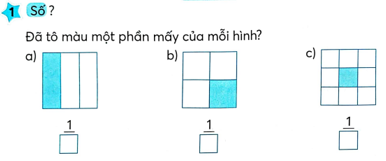 1 Số ?
Đã tô màu một phần mấy của mỗi hình?
a) b) c)
1 1 1